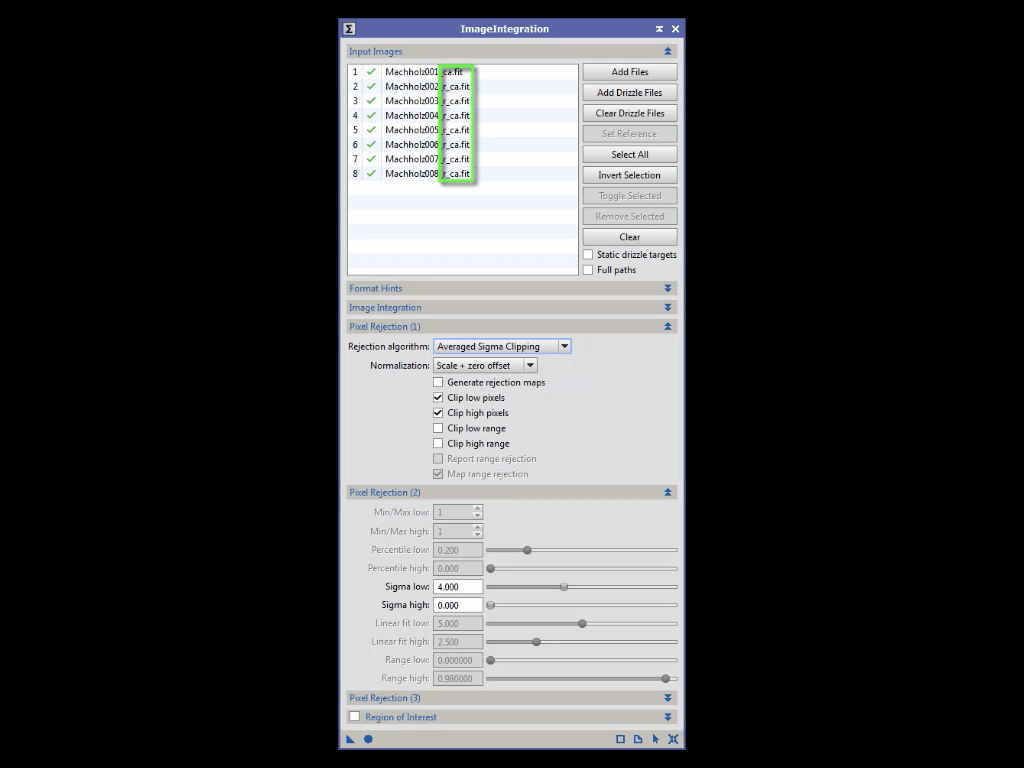 Σ ImageIntegration
Input Images
1 Machholz001_ca.fit
2 Machholz002_r_ca.fit
3 Machholz003_r_ca.fit
4 Machholz004_r_ca.fit
5 Machholz005_r_ca.fit
6 Machholz006_r_ca.fit
7 Machholz007_r_ca.fit
8 Machholz008_r_ca.fit
Add Files
Add Drizzle Files
Clear Drizzle Files
Set Reference
Select All
Invert Selection
Toggle Selected
Remove Selected
Clear
Static drizzle targets
Full paths
Format Hints
Image Integration
Pixel Rejection (1)
Rejection algorithm: Averaged Sigma Clipping
Normalization: Scale + zero offset
Generate rejection maps
Clip low pixels
Clip high pixels
Clip low range
Clip high range
Report range rejection
Map range rejection
Pixel Rejection (2)
Min/Max low: 1
Min/Max high: 1
Percentile low: 0.200
Percentile high: 0.000
Sigma low: 4.000
Sigma high: 0.000
Linear fit low: 5.000
Linear fit high: 2.500
Range low: 0.000000
Range high: 0.980000
Pixel Rejection (3)
Region of Interest